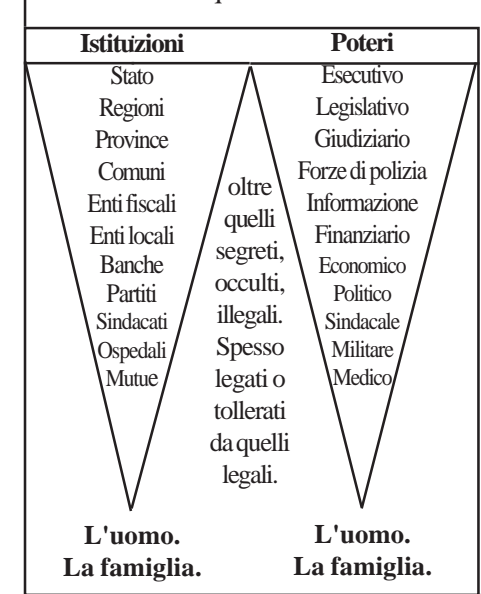 Istituzioni
Stato
Regioni
Province
Comuni
Enti fiscali
Enti locali
Banche
Partiti
Sindacati
Ospedali
Mutue
L'uomo.
La famiglia.
oltre
quelli
segreti,
occulti,
illegali.
Spesso
legati o
tollerati
da quelli
legali.
Poteri
Esecutivo
Legislativo
Giudiziario
Forze di polizia
Informazione
Finanziario
Economico
Politico
Sindacale
Militare
Medico
L'uomo.
La famiglia.